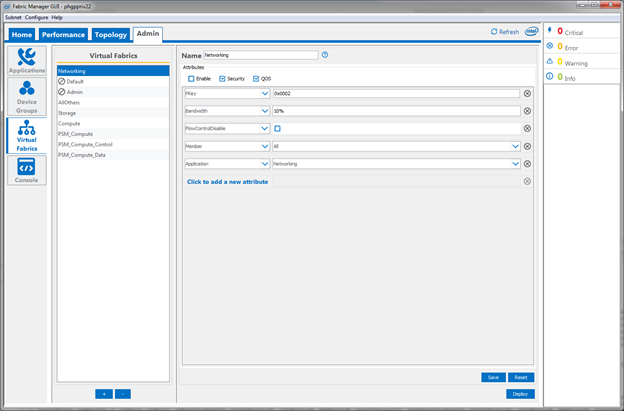 Fabric Manager GUI - phgppriv22
Subnet Configure Help
Home Performance Topology Admin
Refresh
intel
0 Critical
0 Error
0 Warning
0 Info
Applications
Device
Groups
Virtual
Fabrics
Console
Virtual Fabrics
Networking
Default
Admin
AllOthers
Storage
Compute
PSM_Compute
PSM_Compute_Control
PSM_Compute_Data
+ -
Name Networking
Attributes
Enable Security QOS
PKey 0x0002
Bandwidth 10%
FlowControlDisable
Member All
Application Networking
Click to add a new attribute
Save Reset
Deploy